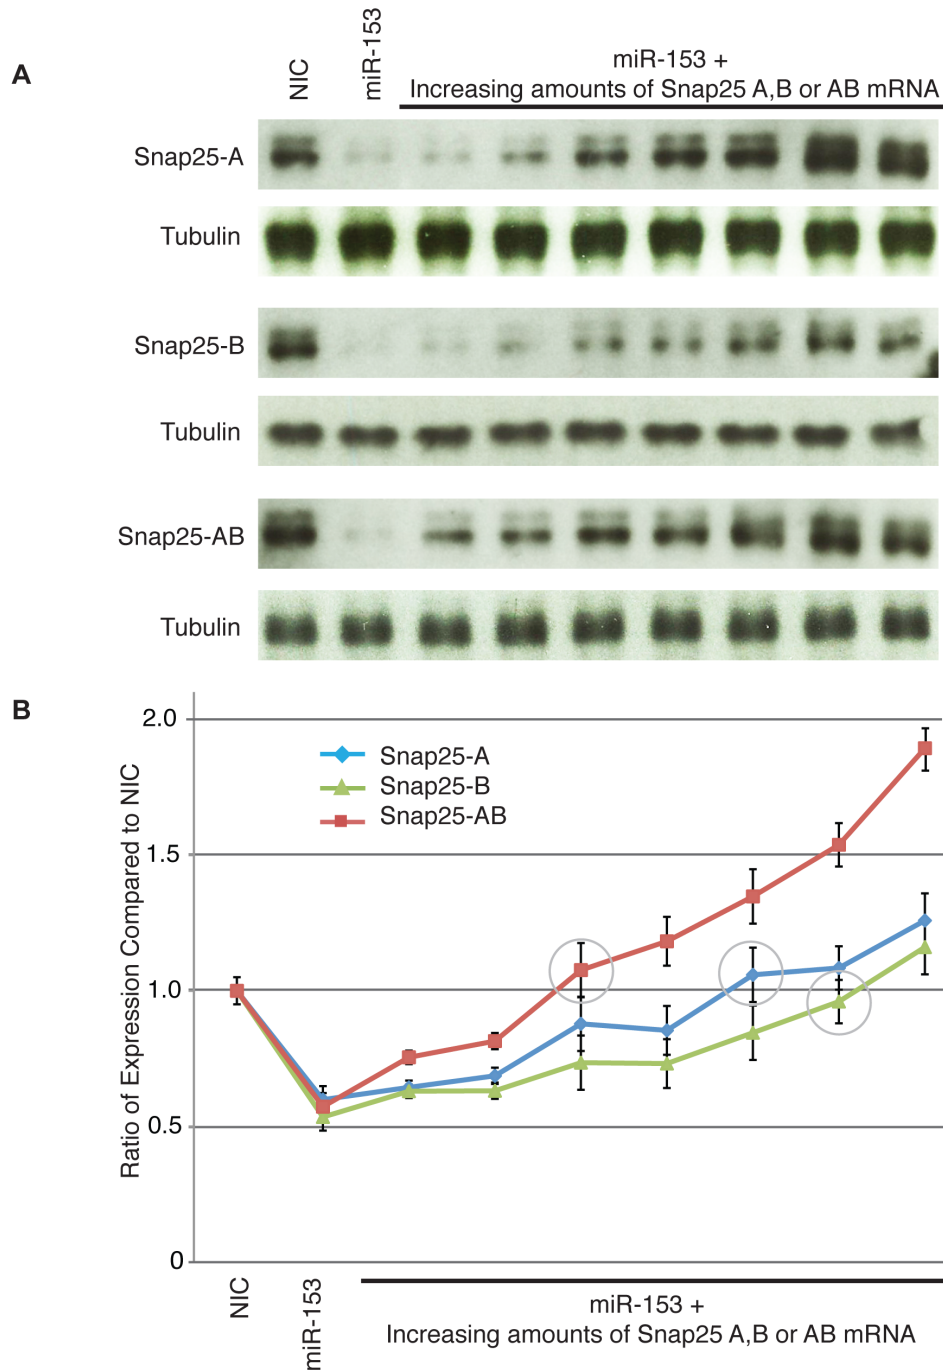 A
NIC
miR-153
miR-153 +
Increasing amounts of Snap25 A,B or AB mRNA
Snap25-A
Tubulin
Snap25-B
Tubulin
Snap25-AB
Tubulin
B
Ratio of Expression Compared to NIC
2.0
1.5
1.0
0.5
0
Snap25-A
Snap25-B
Snap25-AB
NIC
miR-153
miR-153 +
Increasing amounts of Snap25 A,B or AB mRNA